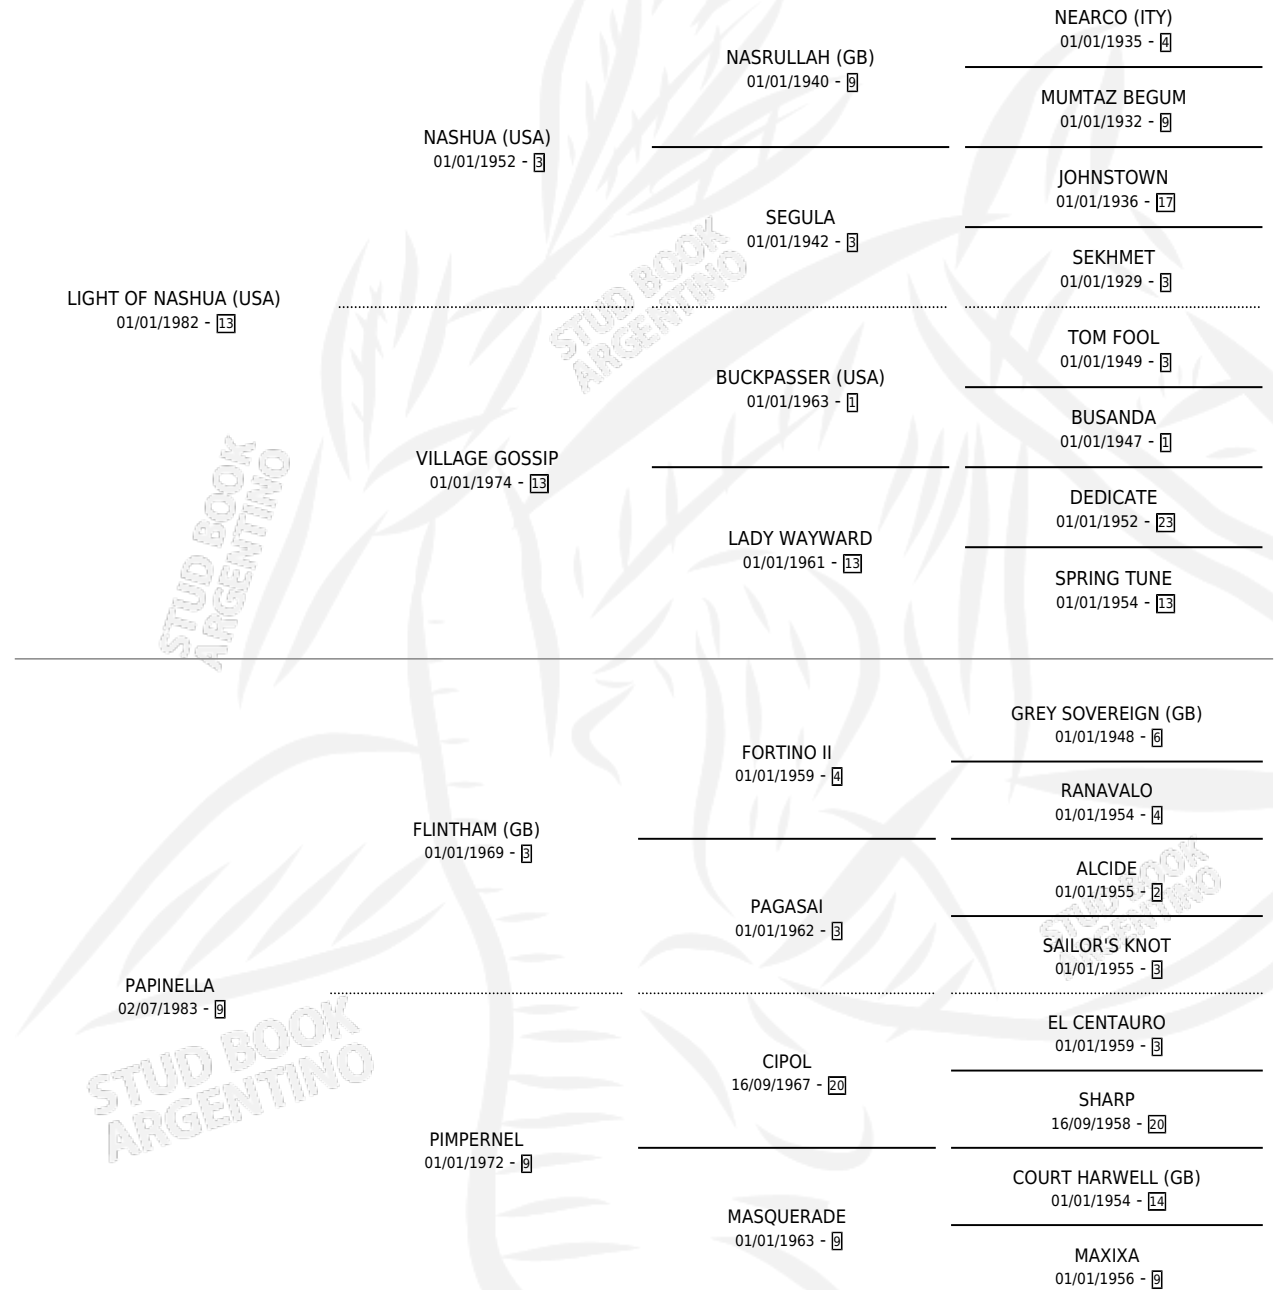 NEARCO (ITY)
01/01/1935 - 4
NASRULLAH (GB)
01/01/1940 - 9
MUMTAZ BEGUM
01/01/1932 - 9
NASHUA (USA)
01/01/1952 - 3
JOHNSTOWN
01/01/1936 - 17
SEGULA
01/01/1942 - 3
SEKHMET
01/01/1929 - 3
LIGHT OF NASHUA (USA)
01/01/1982 - 13
TOM FOOL
01/01/1949 - 3
BUCKPASSER (USA)
01/01/1963 - 1
BUSANDA
01/01/1947 - 1
VILLAGE GOSSIP
01/01/1974 - 13
DEDICATE
01/01/1952 - 23
LADY WAYWARD
01/01/1961 - 13
SPRING TUNE
01/01/1954 - 13
GREY SOVEREIGN (GB)
01/01/1948 - 6
FORTINO II
01/01/1959 - 4
RANAVALO
01/01/1954 - 4
FLINTHAM (GB)
01/01/1969 - 3
ALCIDE
01/01/1955 - 2
PAGASAI
01/01/1962 - 3
SAILOR'S KNOT
01/01/1955 - 3
PAPINELLA
02/07/1983 - 9
EL CENTAURO
01/01/1959 - 3
CIPOL
16/09/1967 - 20
SHARP
16/09/1958 - 20
PIMPERNEL
01/01/1972 - 9
COURT HARWELL (GB)
01/01/1954 - 14
MASQUERADE
01/01/1963 - 9
MAXIXA
01/01/1956 - 9
STUD BOOK
ARGENTINO
STUD BOOK
ARGENTINO
STUD BOOK
ARGENTINO
STUD BOOK
ARGENTINO